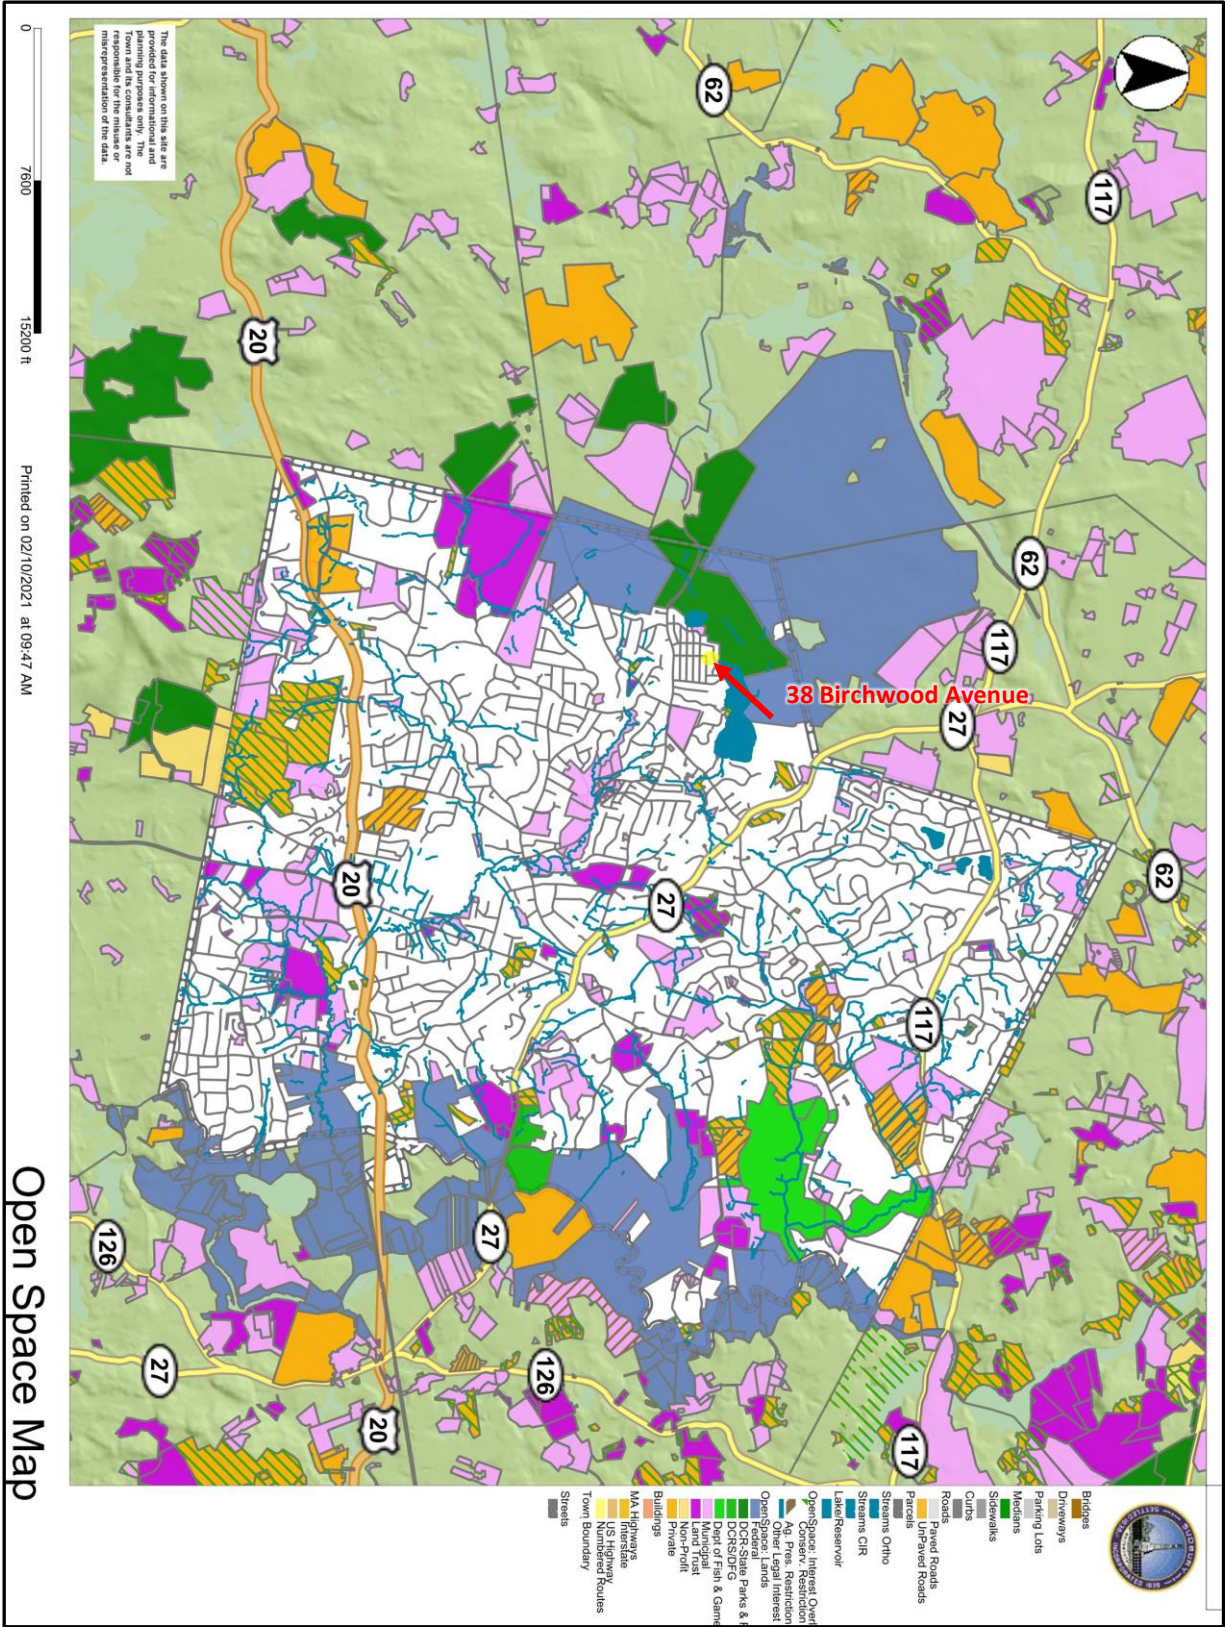 Open Space Map
38 Birchwood Avenue
62
117
20
62
117
27
62
20
27
117
27
126
27
126
20
117
The data shown on this site are
provided for informational and
planning purposes only. The
Town and its consultants are not
responsible for the misuse or
misrepresentation of the data.
0
7600
15200 ft
Printed on 02/10/2021 at 09:47 AM
SUDBURY
SETTLED 1638
INCORPORATED 1639
Bridges
Driveways
Parking Lots
Medians
Sidewalks
Curbs
Roads
Paved Roads
UnPaved Roads
Parcels
Streams Ortho
Streams CIR
Lake/Reservoir
OpenSpace: Interest Overl
Conserv. Restriction
Ag. Pres. Restriction
Other Legal Interest
OpenSpace: Lands
Federal
DCR-State Parks & F
DCRS/DFG
Dept of Fish & Game
Municipal
Land Trust
Non-Profit
Private
Buildings
MA Highways
Interstate
US Highway
Numbered Routes
Town Boundary
Streets